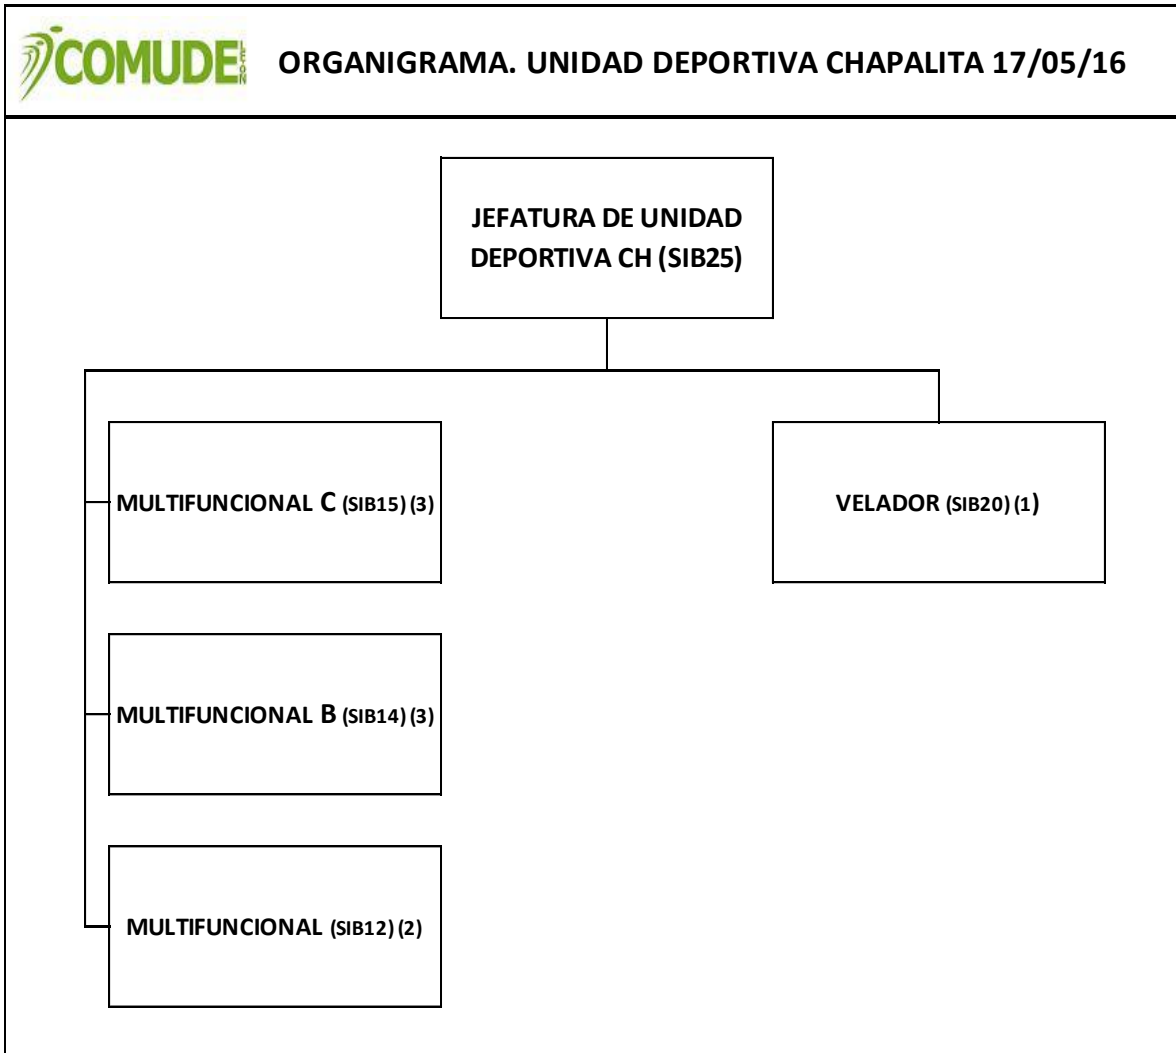 COMUDE LEON
ORGANIGRAMA. UNIDAD DEPORTIVA CHAPALITA 17/05/16
JEFATURA DE UNIDAD
DEPORTIVA CH (SIB25)
MULTIFUNCIONAL C (SIB15) (3)
VELADOR (SIB20) (1)
MULTIFUNCIONAL B (SIB14) (3)
MULTIFUNCIONAL (SIB12) (2)